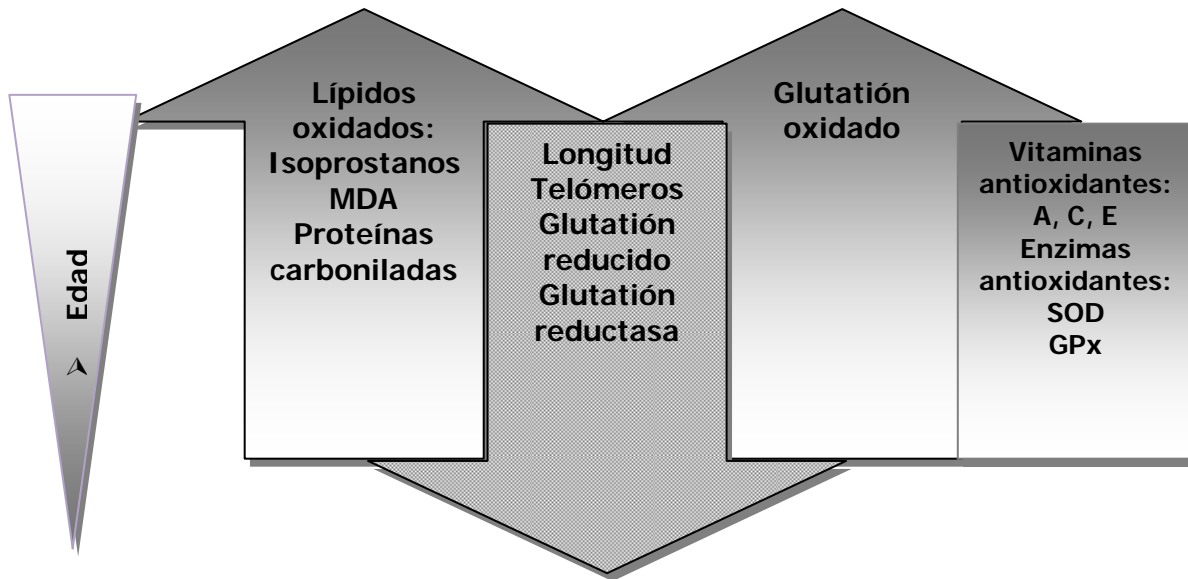 Lípidos
oxidados:
Isoprostanos
MDA
Proteínas
carboniladas
Longitud
Telómeros
Glutatión
reducido
Glutatión
reductasa
Glutatión
oxidado
Vitaminas
antioxidantes:
A, C, E
Enzimas
antioxidantes:
SOD
GPx
Edad